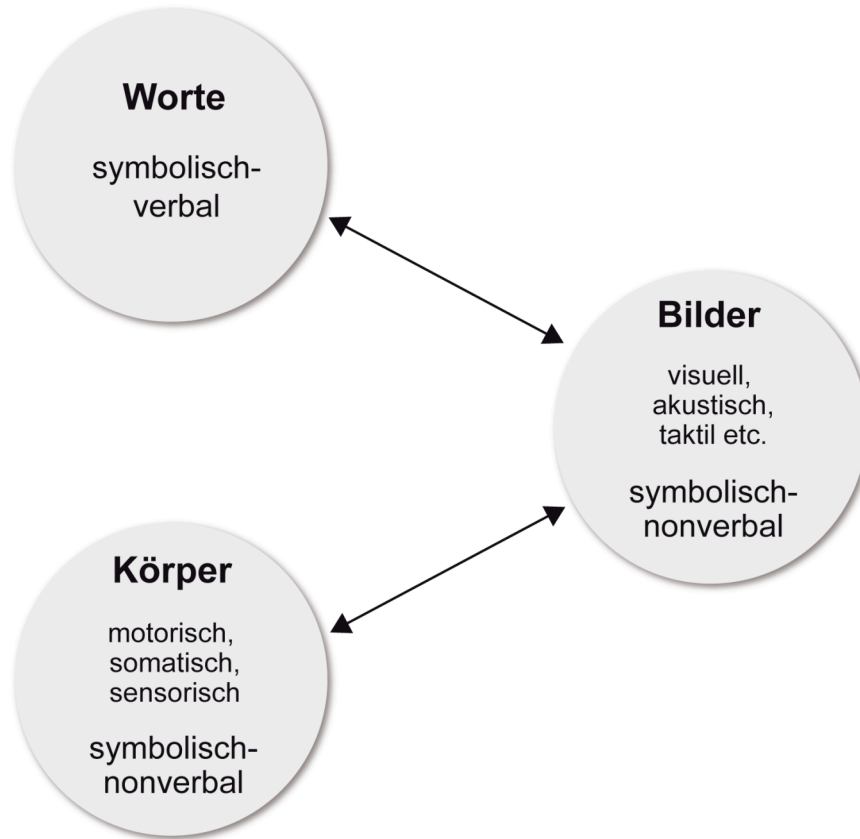 Worte
symbolisch-
verbal
Bilder
visuell,
akustisch,
taktil etc.
symbolisch-
nonverbal
Körper
motorisch,
somatisch,
sensorisch
symbolisch-
nonverbal